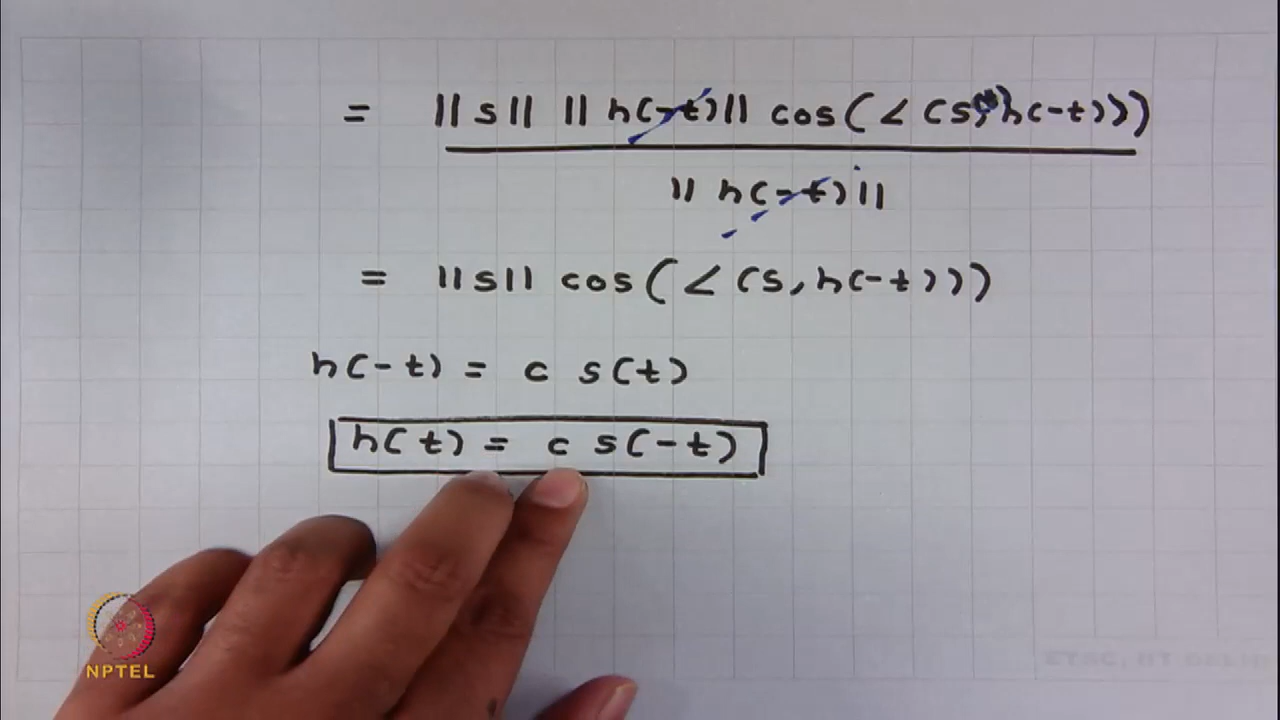 = || s || || h(-t) || cos(∠(s(t), h(-t)))
|| h(-t) ||
= || s || cos(∠(s, h(-t)))
h(-t) = c s(t)
h(t) = c s(-t)
NPTEL